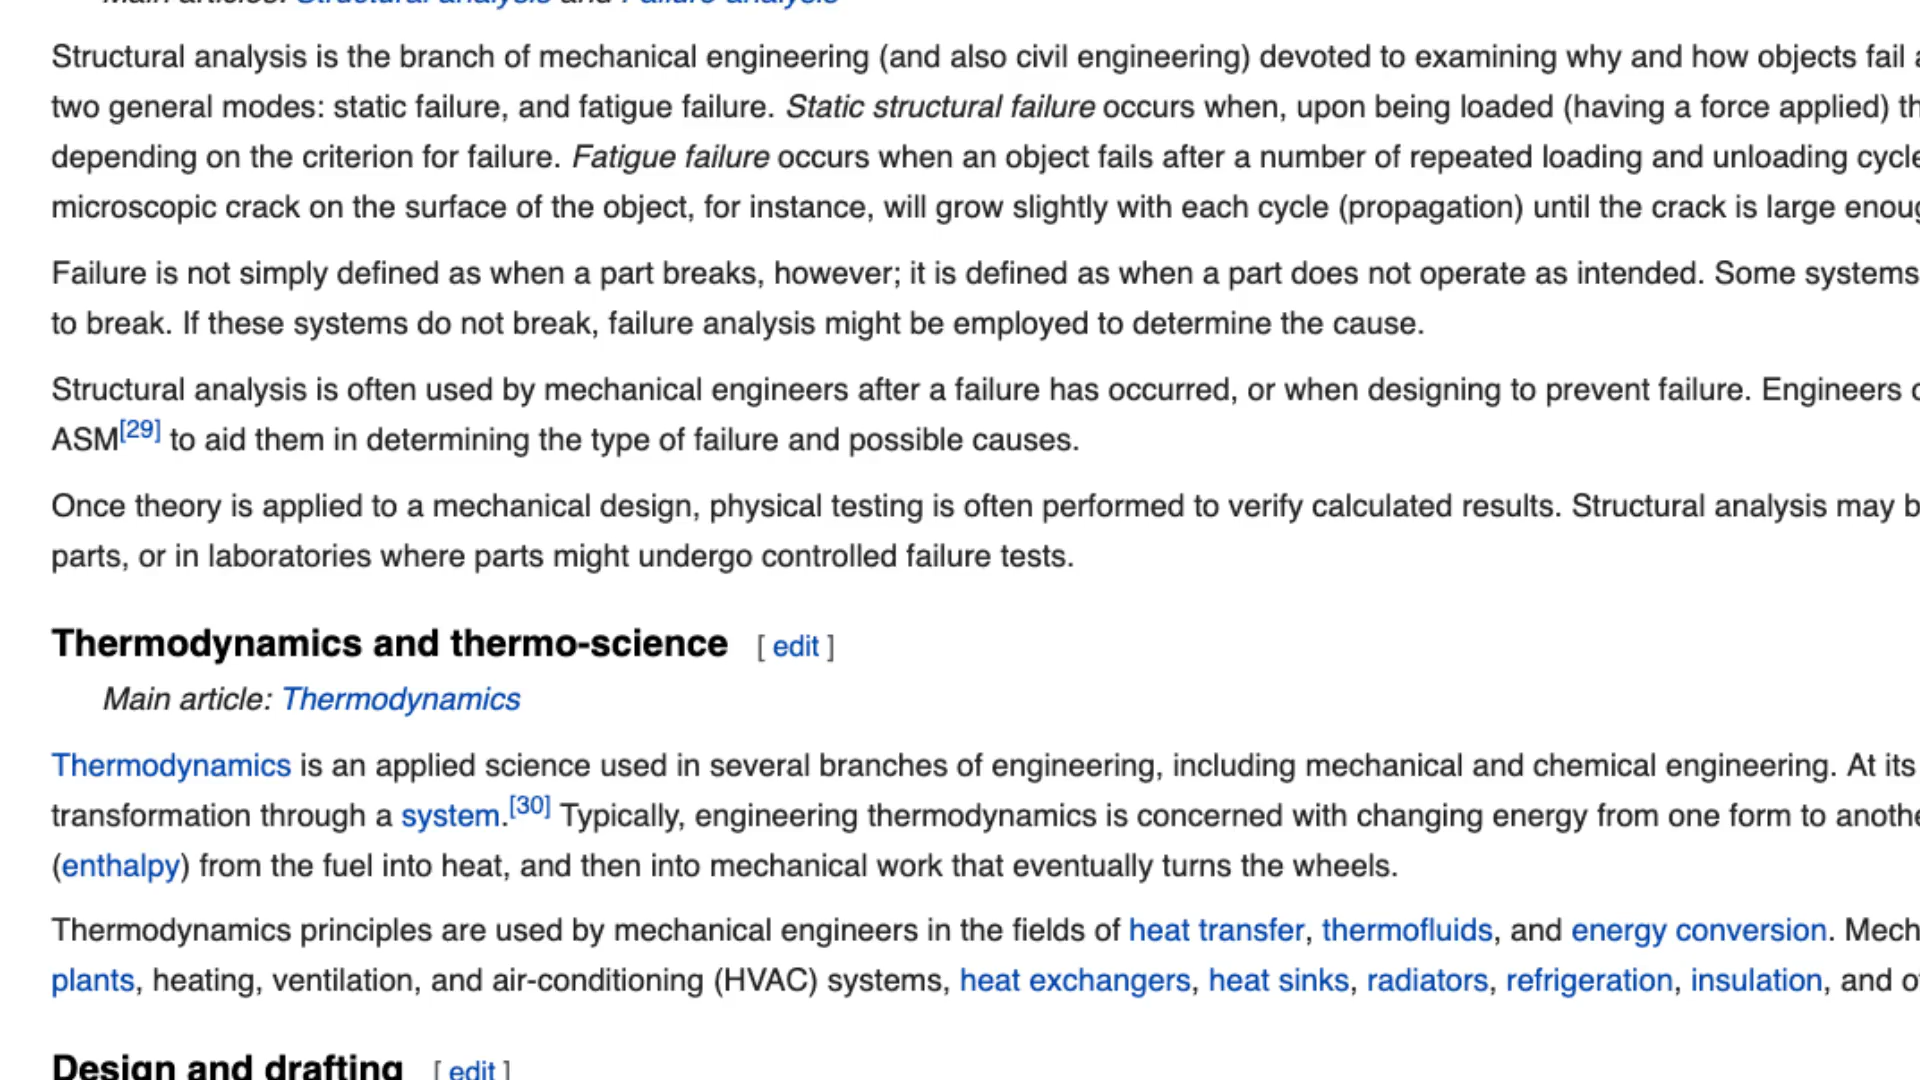 Main articles: Structural analysis and Failure analysis
Structural analysis is the branch of mechanical engineering (and also civil engineering) devoted to examining why and how objects fail
two general modes: static failure, and fatigue failure. Static structural failure occurs when, upon being loaded (having a force applied)
depending on the criterion for failure. Fatigue failure occurs when an object fails after a number of repeated loading and unloading
microscopic crack on the surface of the object, for instance, will grow slightly with each cycle (propagation) until the crack is large
Failure is not simply defined as when a part breaks, however; it is defined as when a part does not operate as intended. Some systems
to break. If these systems do not break, failure analysis might be employed to determine the cause.
Structural analysis is often used by mechanical engineers after a failure has occurred, or when designing to prevent failure. Engineers
ASM[29] to aid them in determining the type of failure and possible causes.
Once theory is applied to a mechanical design, physical testing is often performed to verify calculated results. Structural analysis may
parts, or in laboratories where parts might undergo controlled failure tests.
Thermodynamics and thermo-science [ edit ]
Main article: Thermodynamics
Thermodynamics is an applied science used in several branches of engineering, including mechanical and chemical engineering. At its
transformation through a system.[30] Typically, engineering thermodynamics is concerned with changing energy from one form to
(enthalpy) from the fuel into heat, and then into mechanical work that eventually turns the wheels.
Thermodynamics principles are used by mechanical engineers in the fields of heat transfer, thermofluids, and energy conversion.
plants, heating, ventilation, and air-conditioning (HVAC) systems, heat exchangers, heat sinks, radiators, refrigeration, insulation, and
Design and drafting [ edit ]